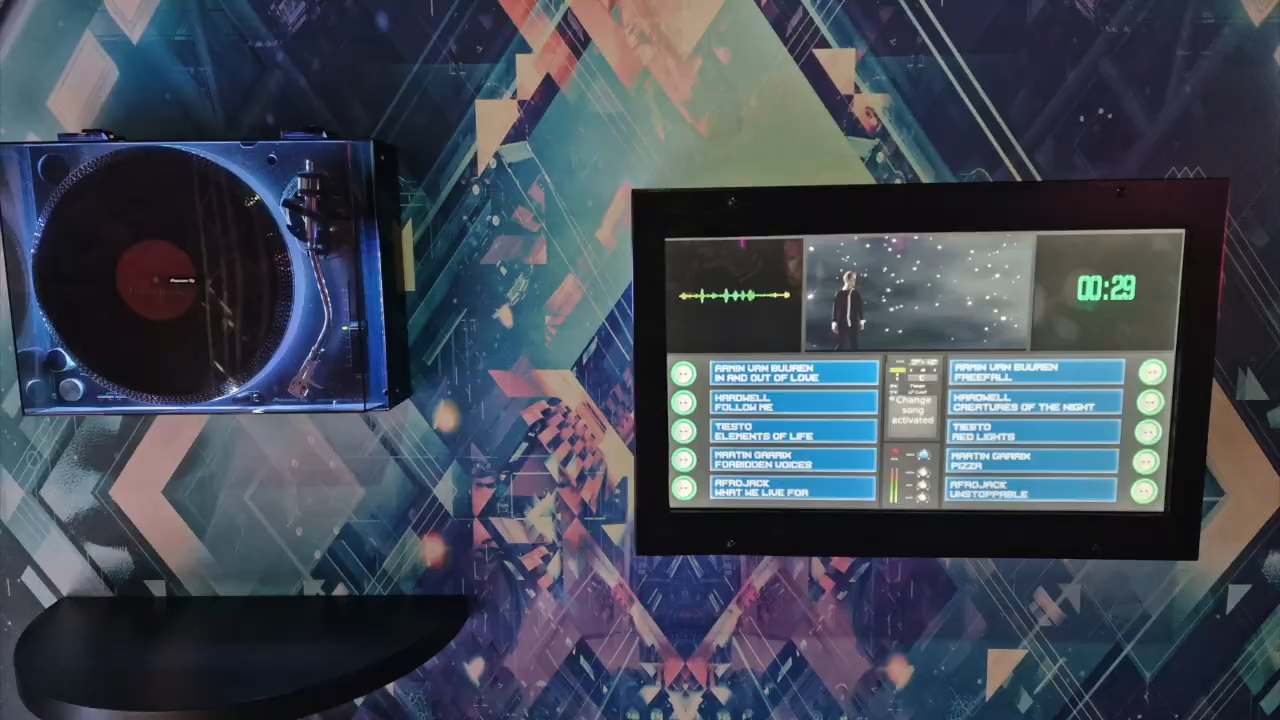 Pioneer Dj
00:29
ARMIN VAN BUUREN
IN AND OUT OF LOVE
HARDWELL
FOLLOW ME
TIESTO
ELEMENTS OF LIFE
MARTIN GARRIX
FORBIDDEN VOICES
AFROJACK
WHAT WE LIVE FOR
Change
song
activated
ARMIN VAN BUUREN
FREEFALL
HARDWELL
CREATURES OF THE NIGHT
TIESTO
RED LIGHTS
MARTIN GARRIX
PIZZA
AFROJACK
UNSTOPPABLE